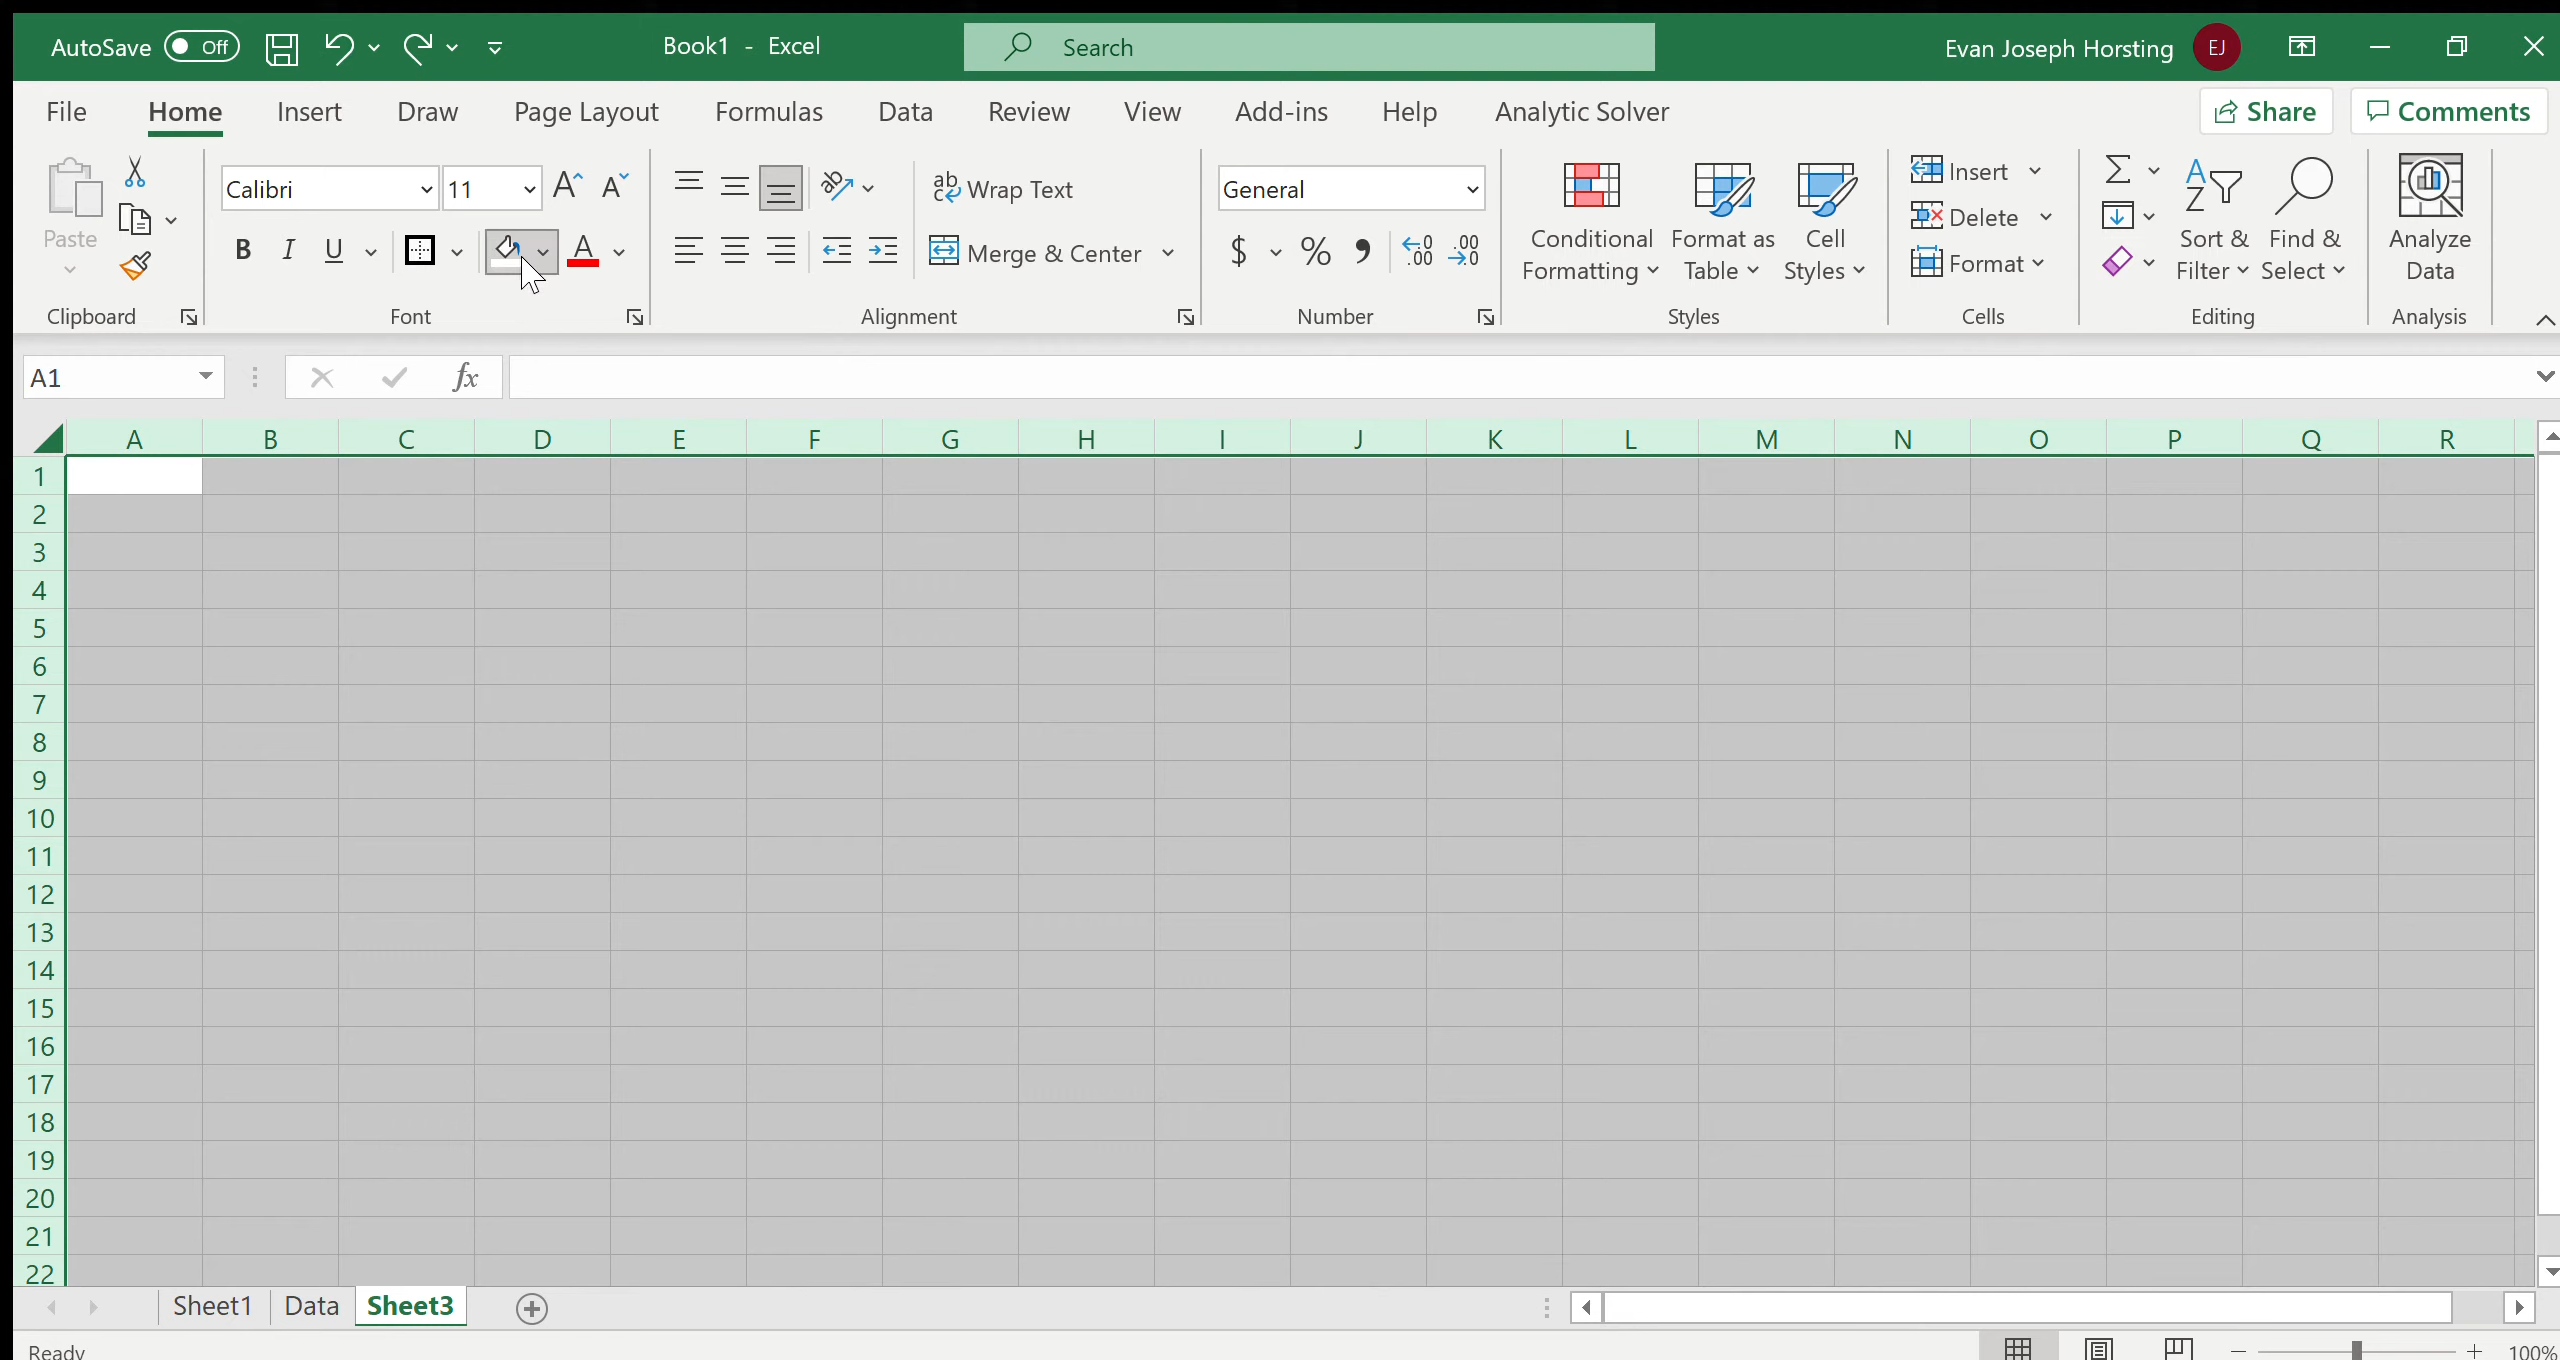 AutoSave Off Book1 - Excel Search Evan Joseph Horsting EJ
File Home Insert Draw Page Layout Formulas Data Review View Add-ins Help Analytic Solver Share Comments
Paste
Clipboard
Calibri 11
B I U A
Font
Wrap Text
Merge & Center
Alignment
General
$ % 9 .00 .00
Number
Conditional Formatting
Format as Table
Cell Styles
Styles
Insert
Delete
Format
Cells
Sort & Filter
Find & Select
Editing
Analyze Data
Analysis
A1 fx
A B C D E F G H I J K L M N O P Q R
1
2
3
4
5
6
7
8
9
10
11
12
13
14
15
16
17
18
19
20
21
22
Sheet1 Data Sheet3
Ready 100%